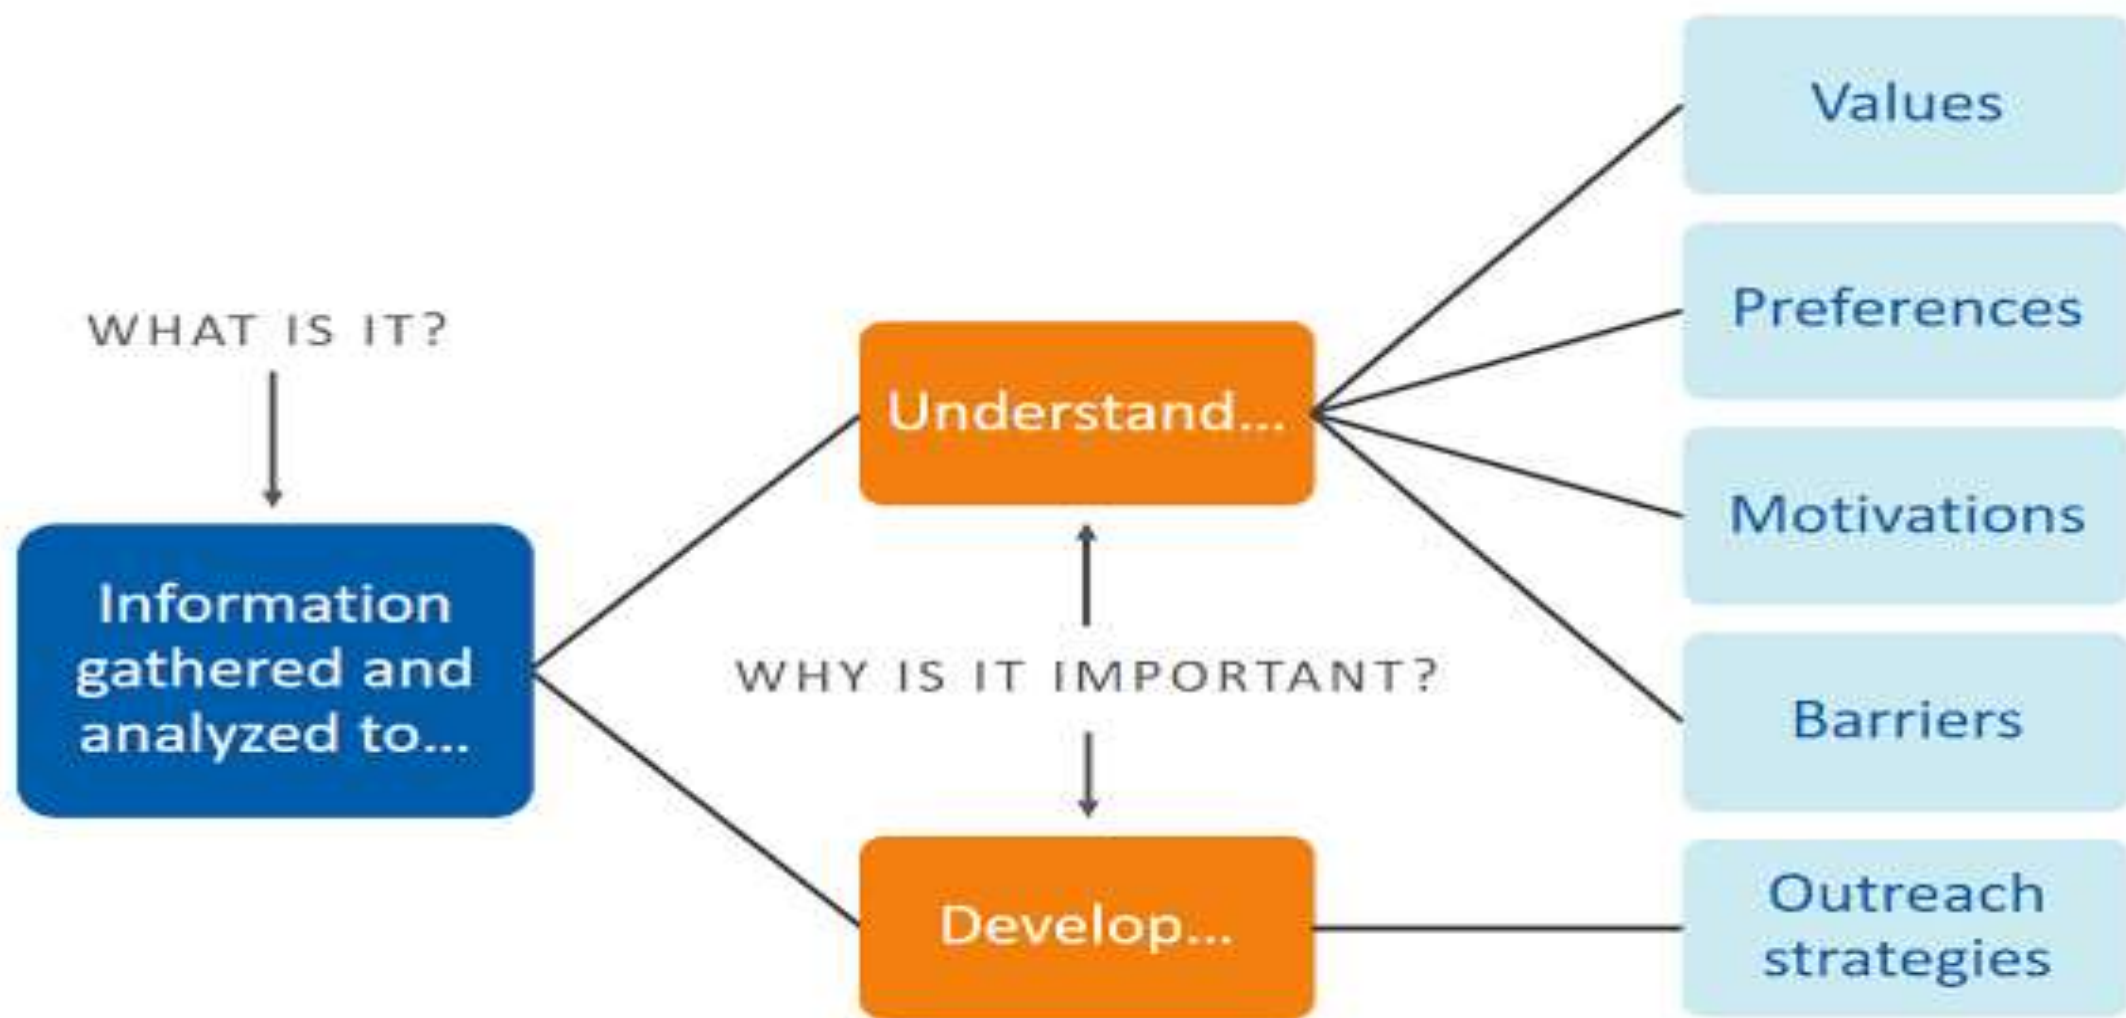 WHAT IS IT?
Information
gathered and
analyzed to...
Understand...
WHY IS IT IMPORTANT?
Develop...
Values
Preferences
Motivations
Barriers
Outreach
strategies